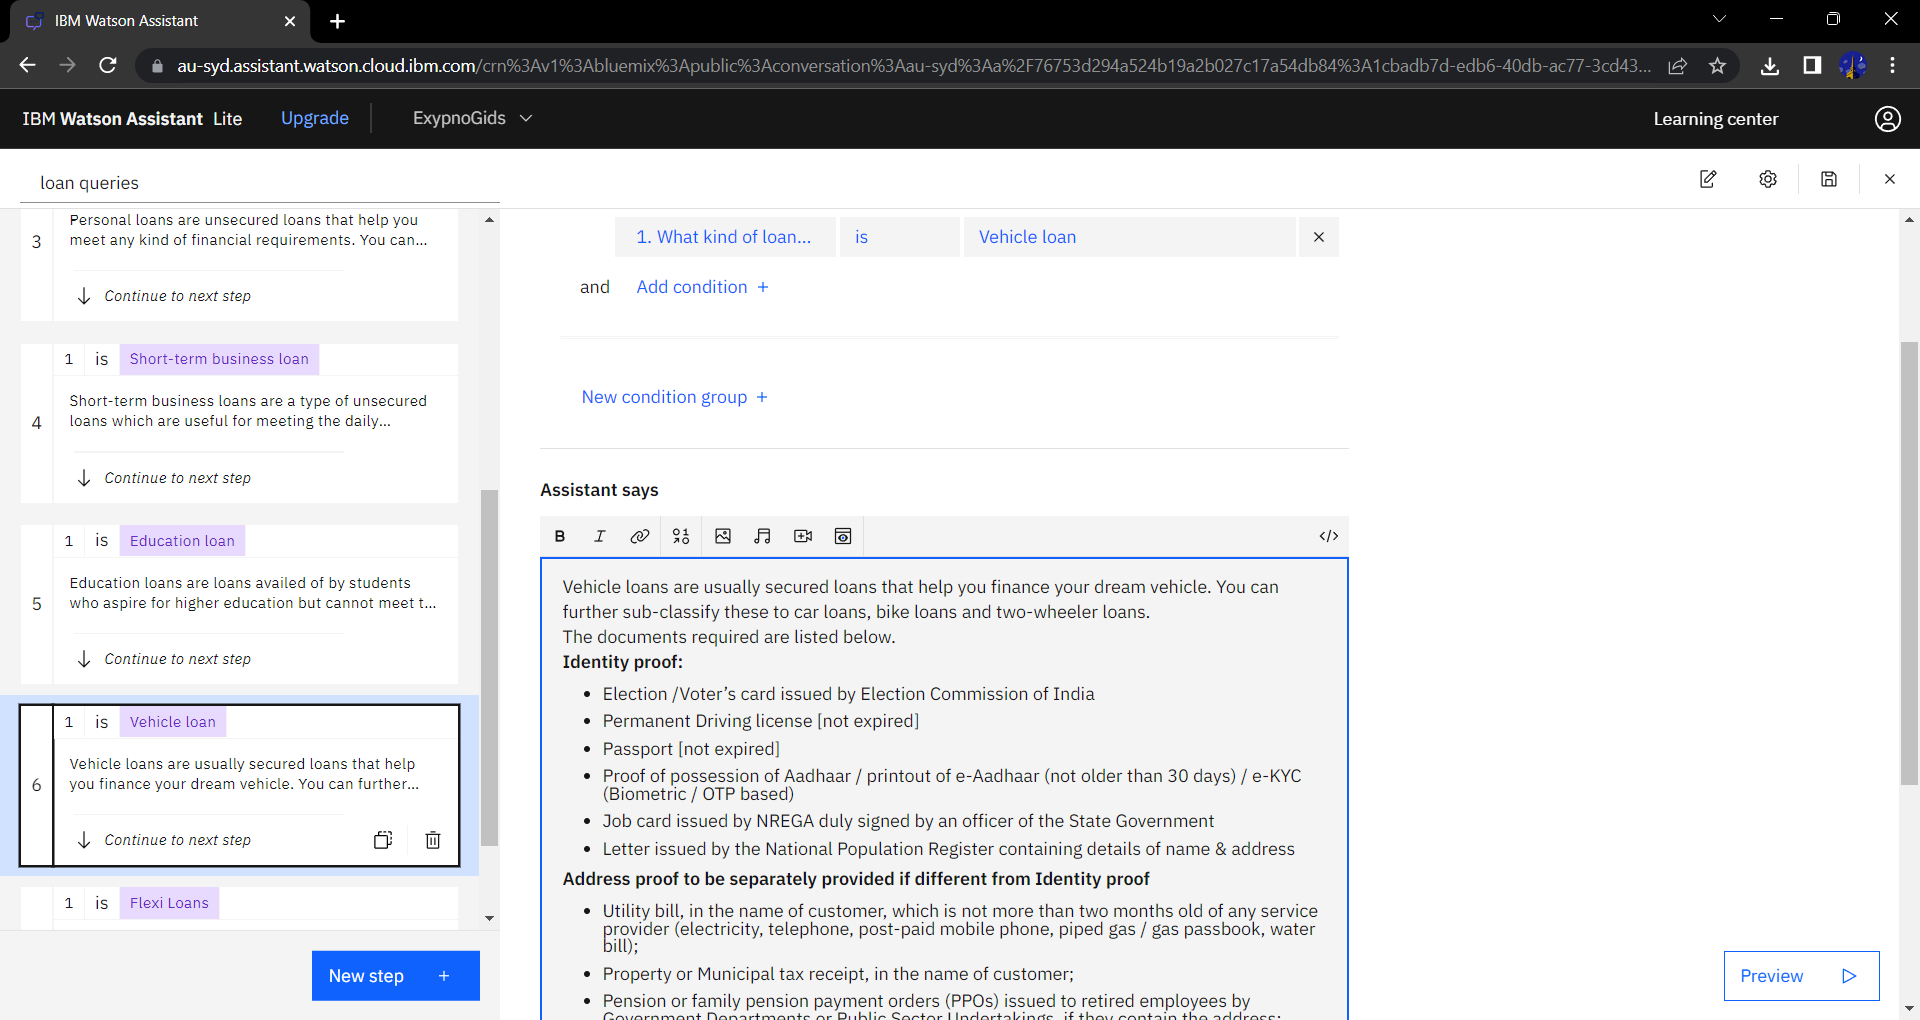 IBM Watson Assistant
au-syd.assistant.watson.cloud.ibm.com/crn%3Av1%3Abluemix%3Apublic%3Aconversation%3Aau-syd%3Aa%2F76753d294a524b19a2b027c17a54db84%3A1cbadb7d-edb6-40db-ac77-3cd43...
IBM Watson Assistant Lite Upgrade ExypnoGids Learning center
loan queries
3
Personal loans are unsecured loans that help you
meet any kind of financial requirements. You can...
Continue to next step
1 is Short-term business loan
4
Short-term business loans are a type of unsecured
loans which are useful for meeting the daily...
Continue to next step
1 is Education loan
5
Education loans are loans availed of by students
who aspire for higher education but cannot meet t...
Continue to next step
1 is Vehicle loan
6
Vehicle loans are usually secured loans that help
you finance your dream vehicle. You can further...
Continue to next step
1 is Flexi Loans
New step +
1. What kind of loan... is Vehicle loan
and Add condition +
New condition group +
Assistant says
B I
Vehicle loans are usually secured loans that help you finance your dream vehicle. You can
further sub-classify these to car loans, bike loans and two-wheeler loans.
The documents required are listed below.
Identity proof:
• Election /Voter’s card issued by Election Commission of India
• Permanent Driving license [not expired]
• Passport [not expired]
• Proof of possession of Aadhaar / printout of e-Aadhaar (not older than 30 days) / e-KYC
(Biometric / OTP based)
• Job card issued by NREGA duly signed by an officer of the State Government
• Letter issued by the National Population Register containing details of name & address
Address proof to be separately provided if different from Identity proof
• Utility bill, in the name of customer, which is not more than two months old of any service
provider (electricity, telephone, post-paid mobile phone, piped gas / gas passbook, water
bill);
• Property or Municipal tax receipt, in the name of customer;
• Pension or family pension payment orders (PPOs) issued to retired employees by
Government Departments or Public Sector Undertakings, if they contain the address;
Preview